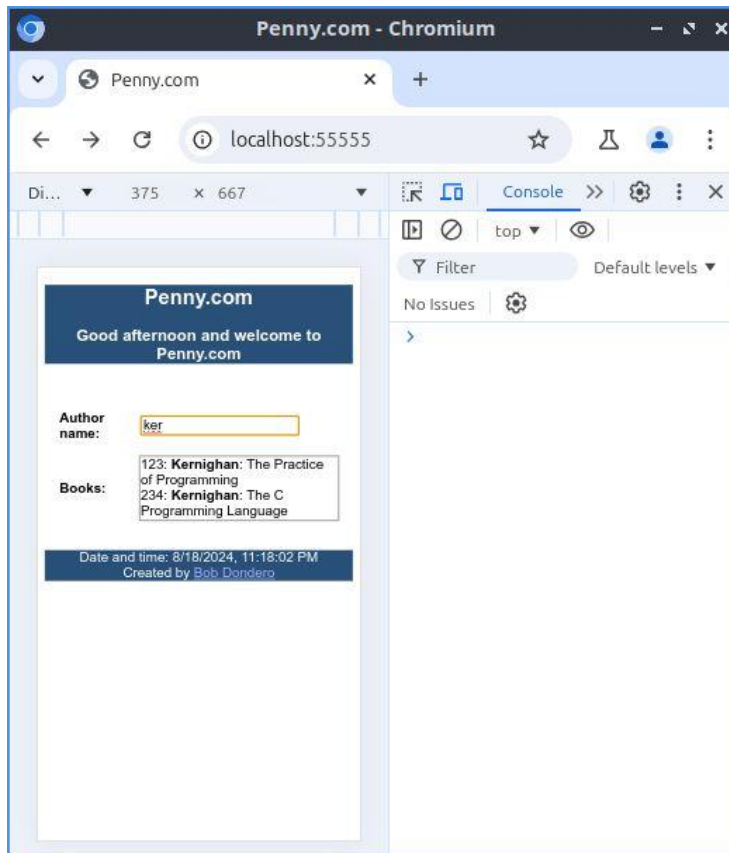 Penny.com - Chromium
Penny.com
localhost:55555
Di... 375 × 667
Console
top
Filter Default levels
No Issues
Penny.com
Good afternoon and welcome to
Penny.com
Author
name:
ker
Books:
123: Kernighan: The Practice
of Programming
234: Kernighan: The C
Programming Language
Date and time: 8/18/2024, 11:18:02 PM
Created by Bob Dondero